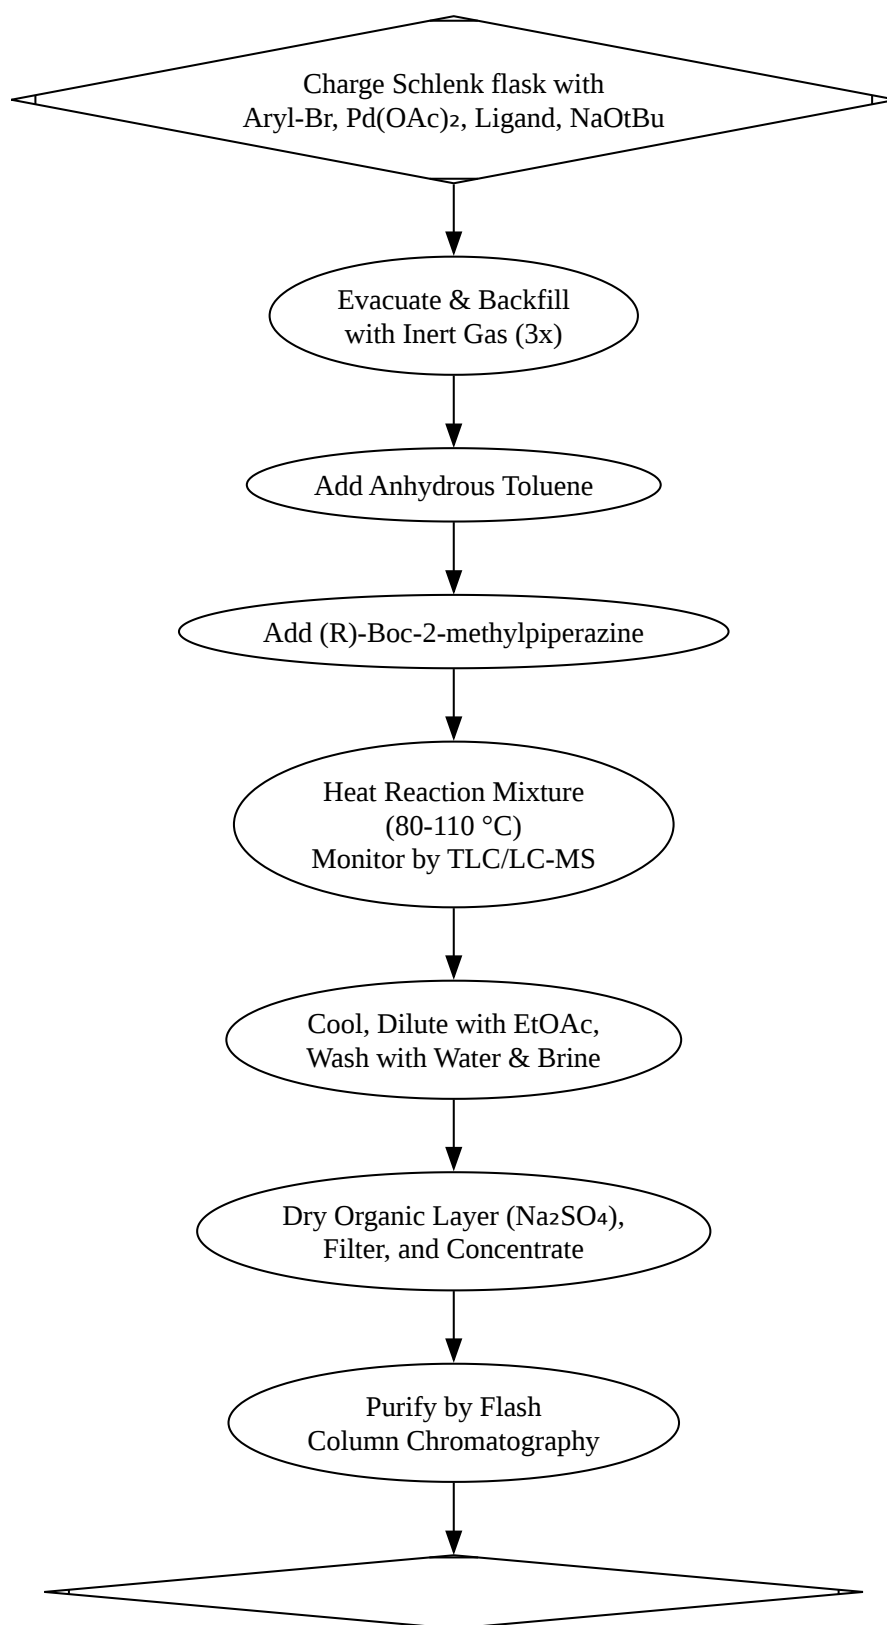 Charge Schlenk flask with
Aryl-Br, Pd(OAc)₂, Ligand, NaOtBu
Evacuate & Backfill
with Inert Gas (3x)
Add Anhydrous Toluene
Add (R)-Boc-2-methylpiperazine
Heat Reaction Mixture
(80-110 °C)
Monitor by TLC/LC-MS
Cool, Dilute with EtOAc,
Wash with Water & Brine
Dry Organic Layer (Na₂SO₄),
Filter, and Concentrate
Purify by Flash
Column Chromatography